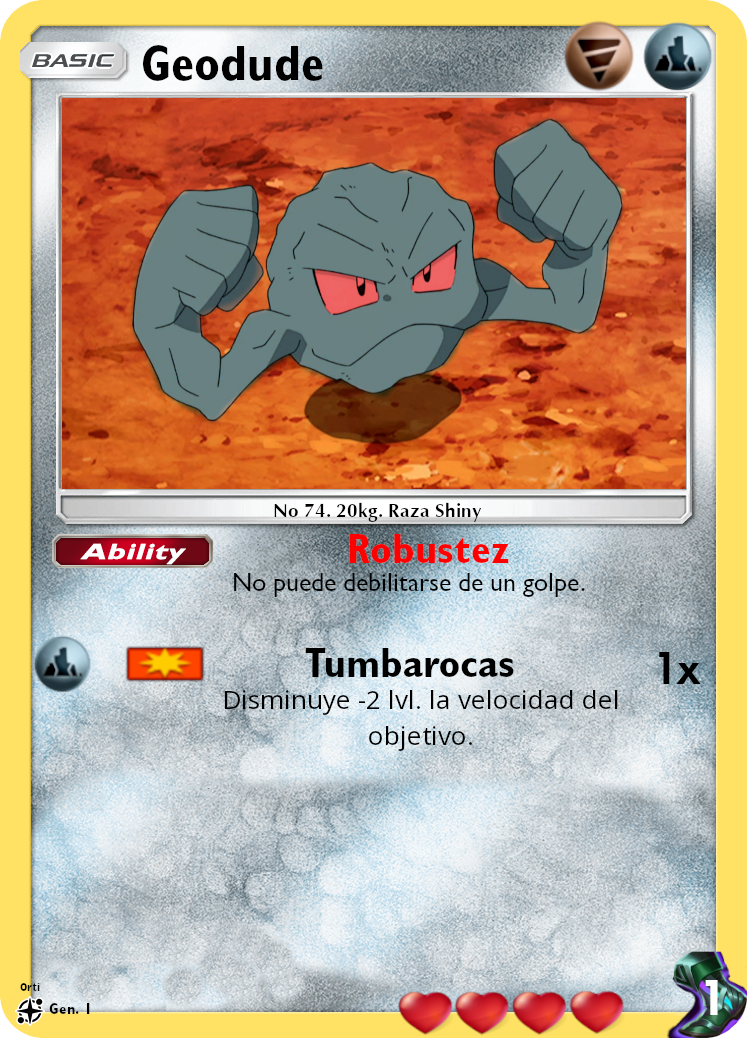 BASIC Geodude
No 74. 20kg. Raza Shiny
Ability Robustez
No puede debilitarse de un golpe.
Tumbarocas 1x
Disminuye -2 lvl. la velocidad del
objetivo.
Orti
Gen. I
1